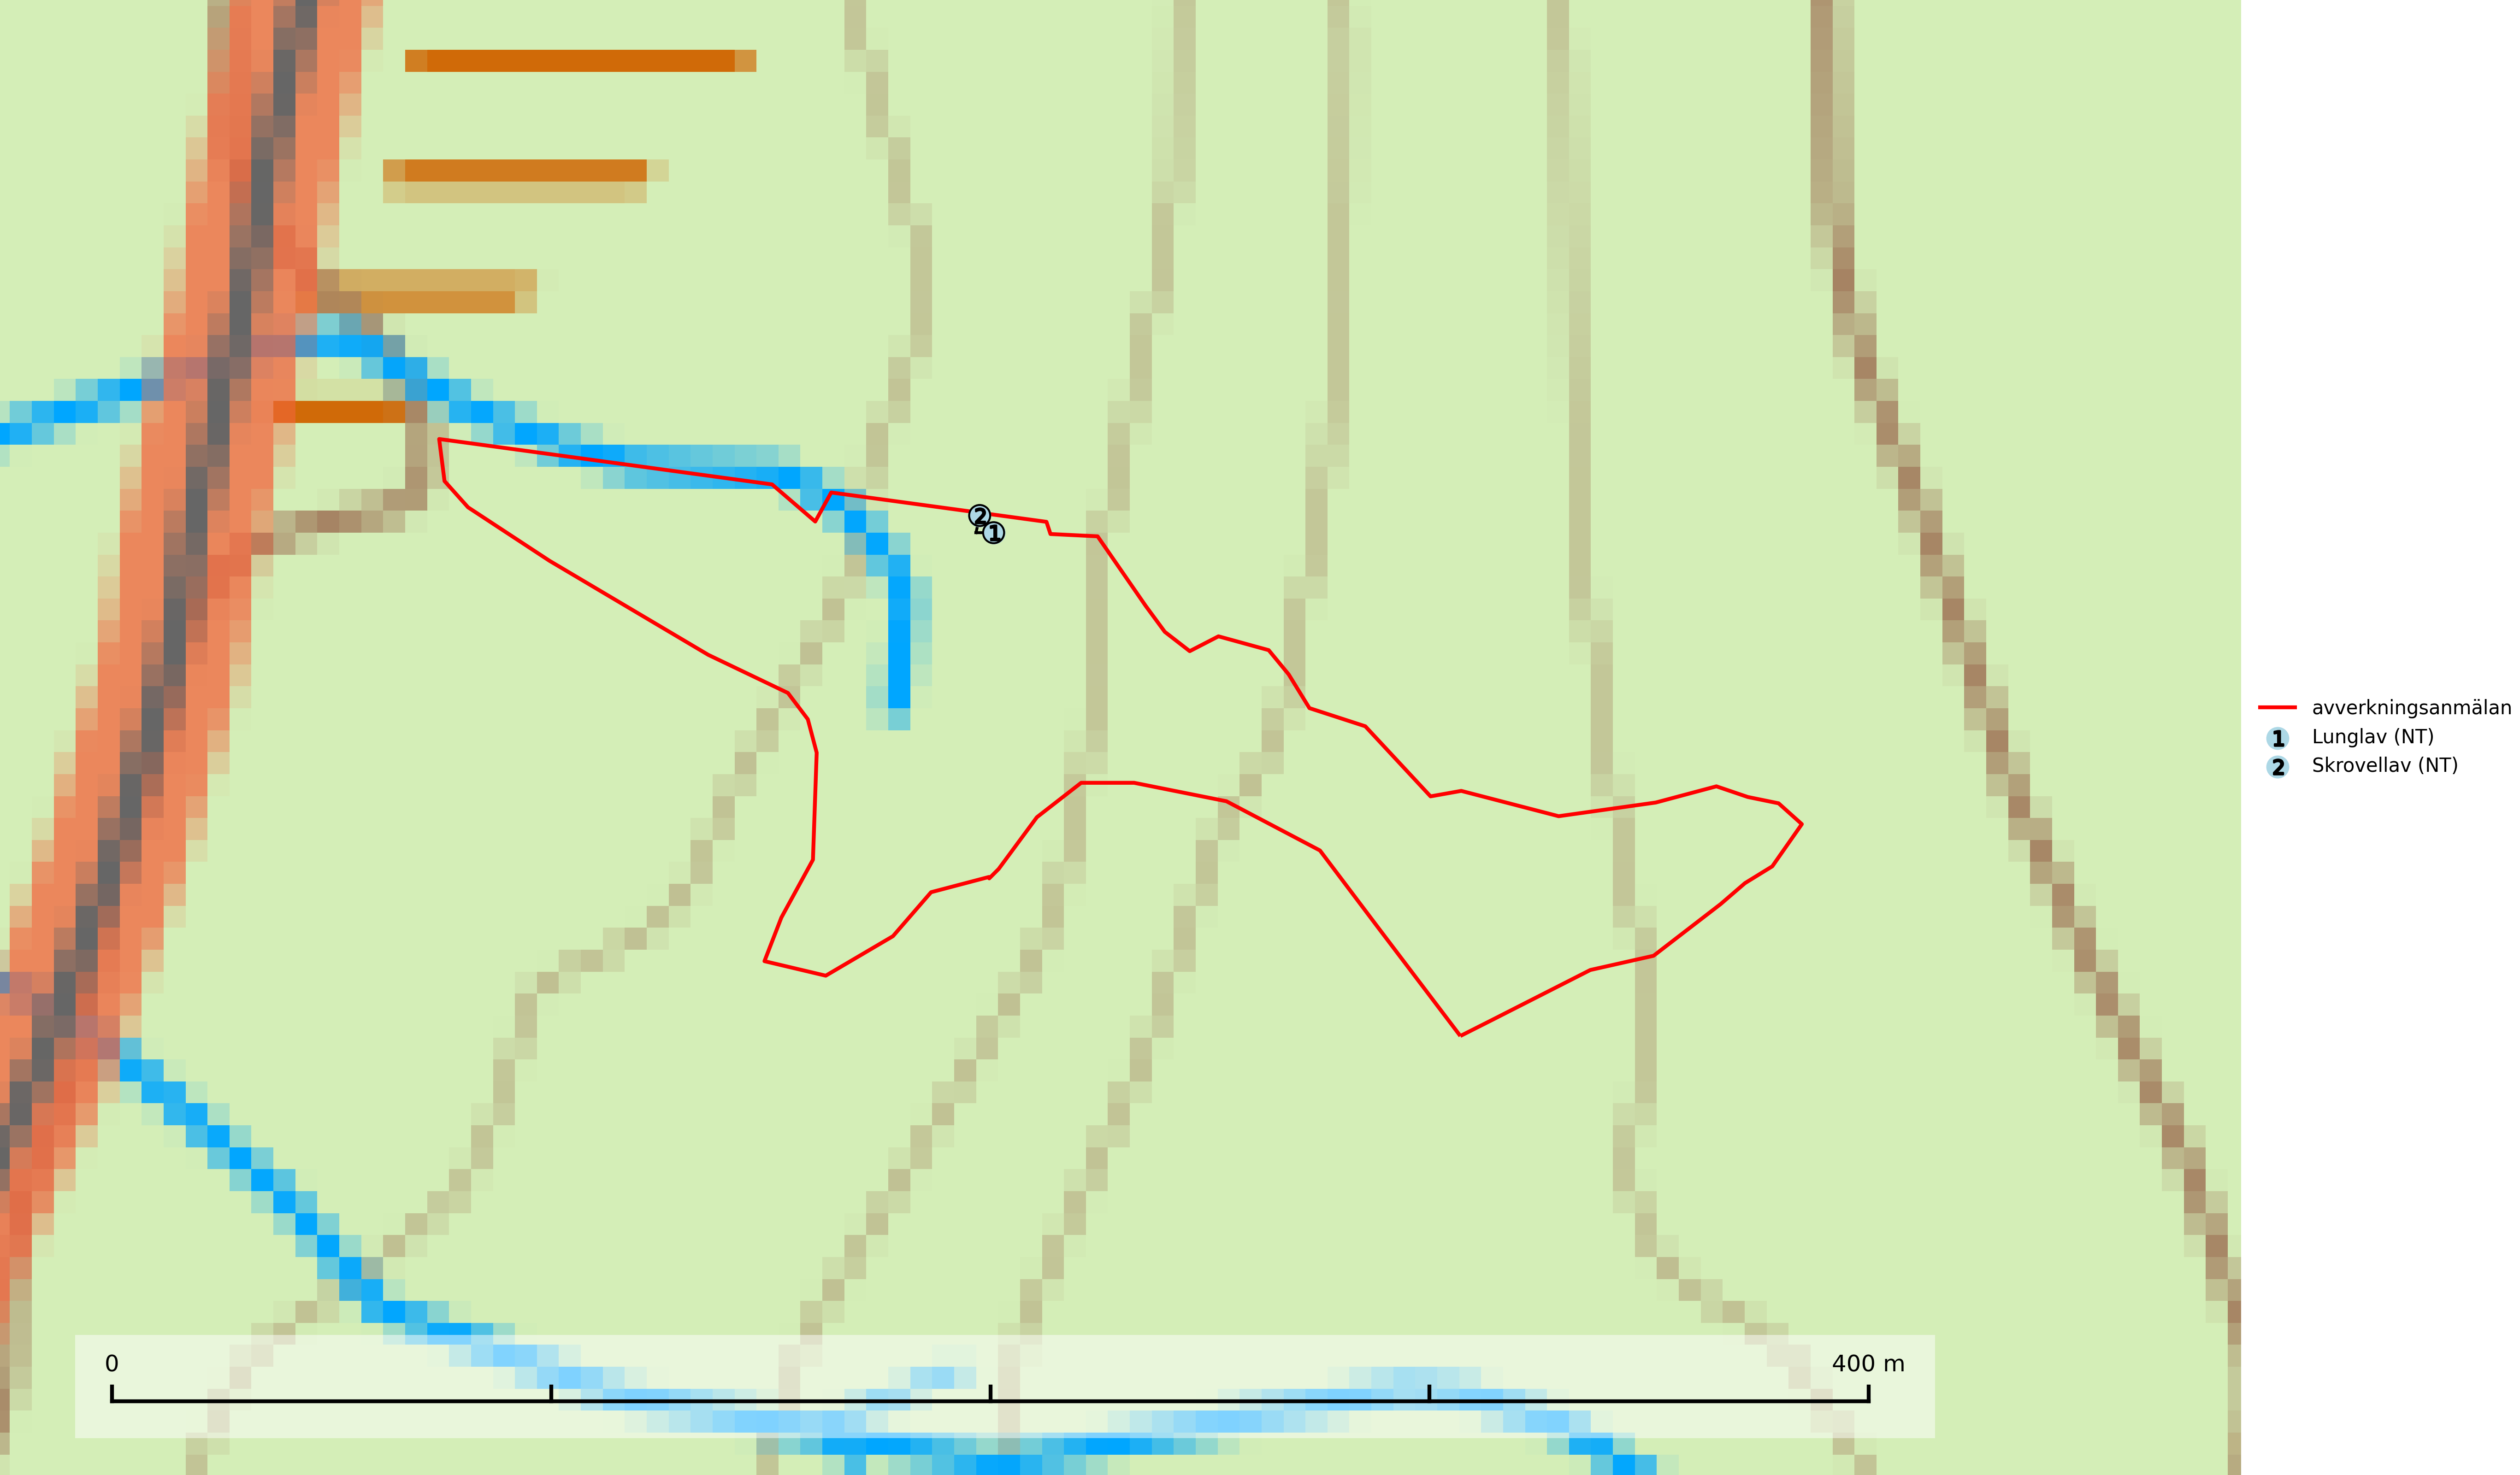 2
1
avverkningsanmälan
1 Lunglav (NT)
2 Skrovellav (NT)
0 400 m